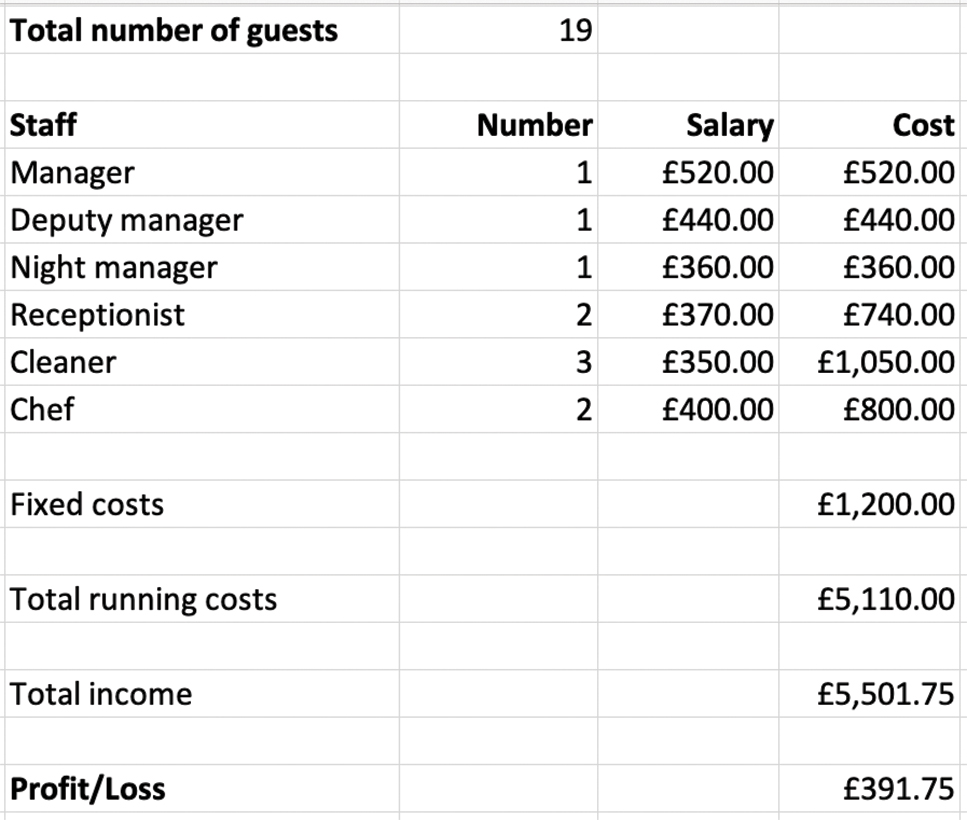 Total number of guests 19
Staff Number Salary Cost
Manager 1 £520.00 £520.00
Deputy manager 1 £440.00 £440.00
Night manager 1 £360.00 £360.00
Receptionist 2 £370.00 £740.00
Cleaner 3 £350.00 £1,050.00
Chef 2 £400.00 £800.00
Fixed costs £1,200.00
Total running costs £5,110.00
Total income £5,501.75
Profit/Loss £391.75